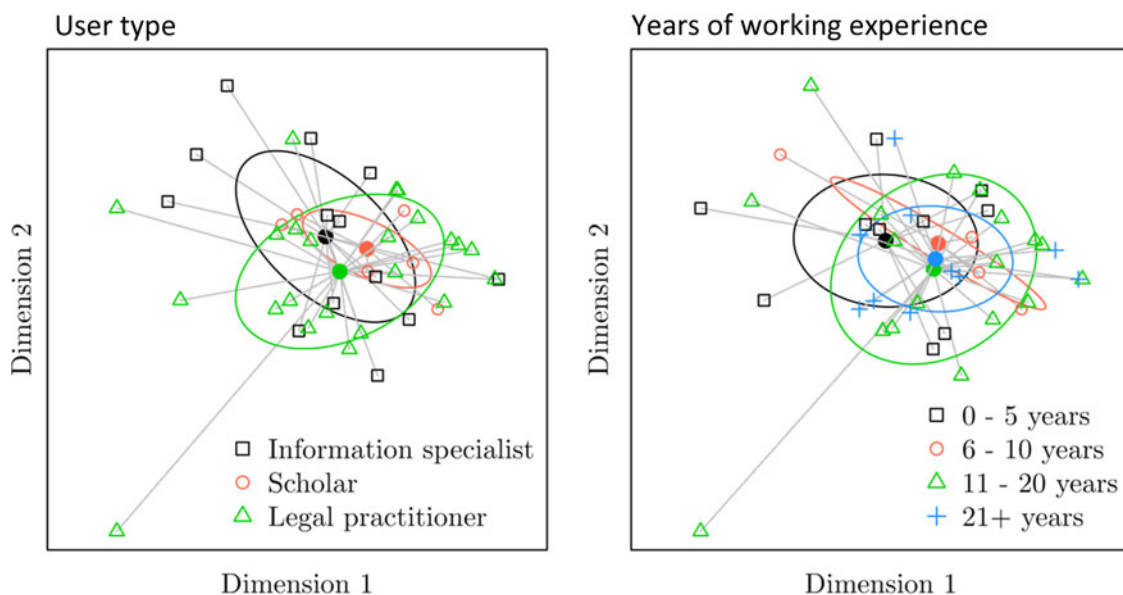 User type
Dimension 2
Information specialist
Scholar
Legal practitioner
Dimension 1
Years of working experience
Dimension 2
0 - 5 years
6 - 10 years
11 - 20 years
21+ years
Dimension 1